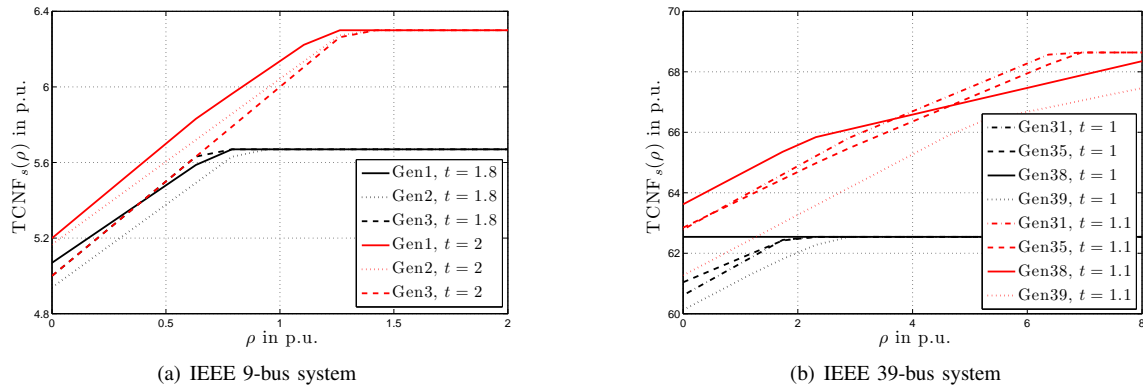 TCNF_s(ρ) in p.u.
6.4
6
5.6
5.2
4.8
0
0.5
1
1.5
2
ρ in p.u.
Gen1, t = 1.8
Gen2, t = 1.8
Gen3, t = 1.8
Gen1, t = 2
Gen2, t = 2
Gen3, t = 2
(a) IEEE 9-bus system
TCNF_s(ρ) in p.u.
70
68
66
64
62
60
0
2
4
6
8
ρ in p.u.
Gen31, t = 1
Gen35, t = 1
Gen38, t = 1
Gen39, t = 1
Gen31, t = 1.1
Gen35, t = 1.1
Gen38, t = 1.1
Gen39, t = 1.1
(b) IEEE 39-bus system